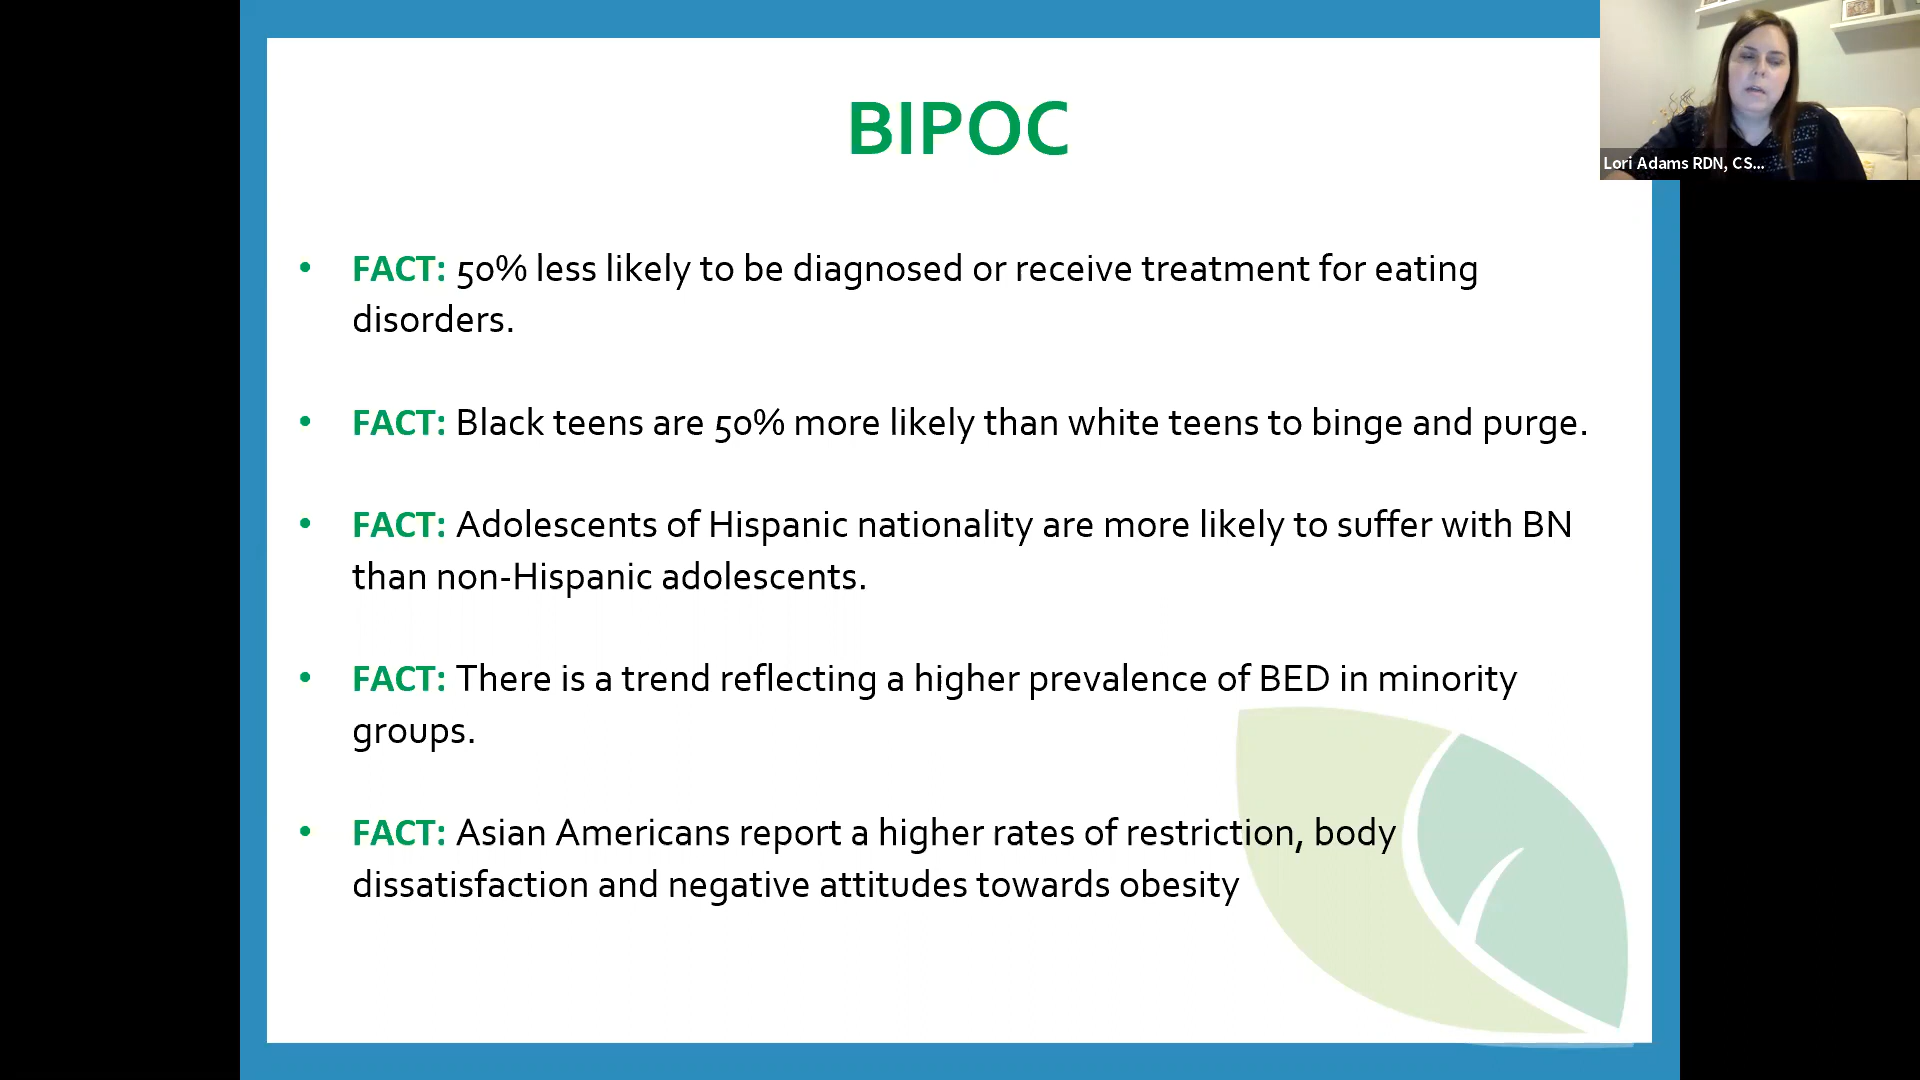 BIPOC
Lori Adams RDN, CS...
• FACT: 50% less likely to be diagnosed or receive treatment for eating
disorders.
• FACT: Black teens are 50% more likely than white teens to binge and purge.
• FACT: Adolescents of Hispanic nationality are more likely to suffer with BN
than non-Hispanic adolescents.
• FACT: There is a trend reflecting a higher prevalence of BED in minority
groups.
• FACT: Asian Americans report a higher rates of restriction, body
dissatisfaction and negative attitudes towards obesity